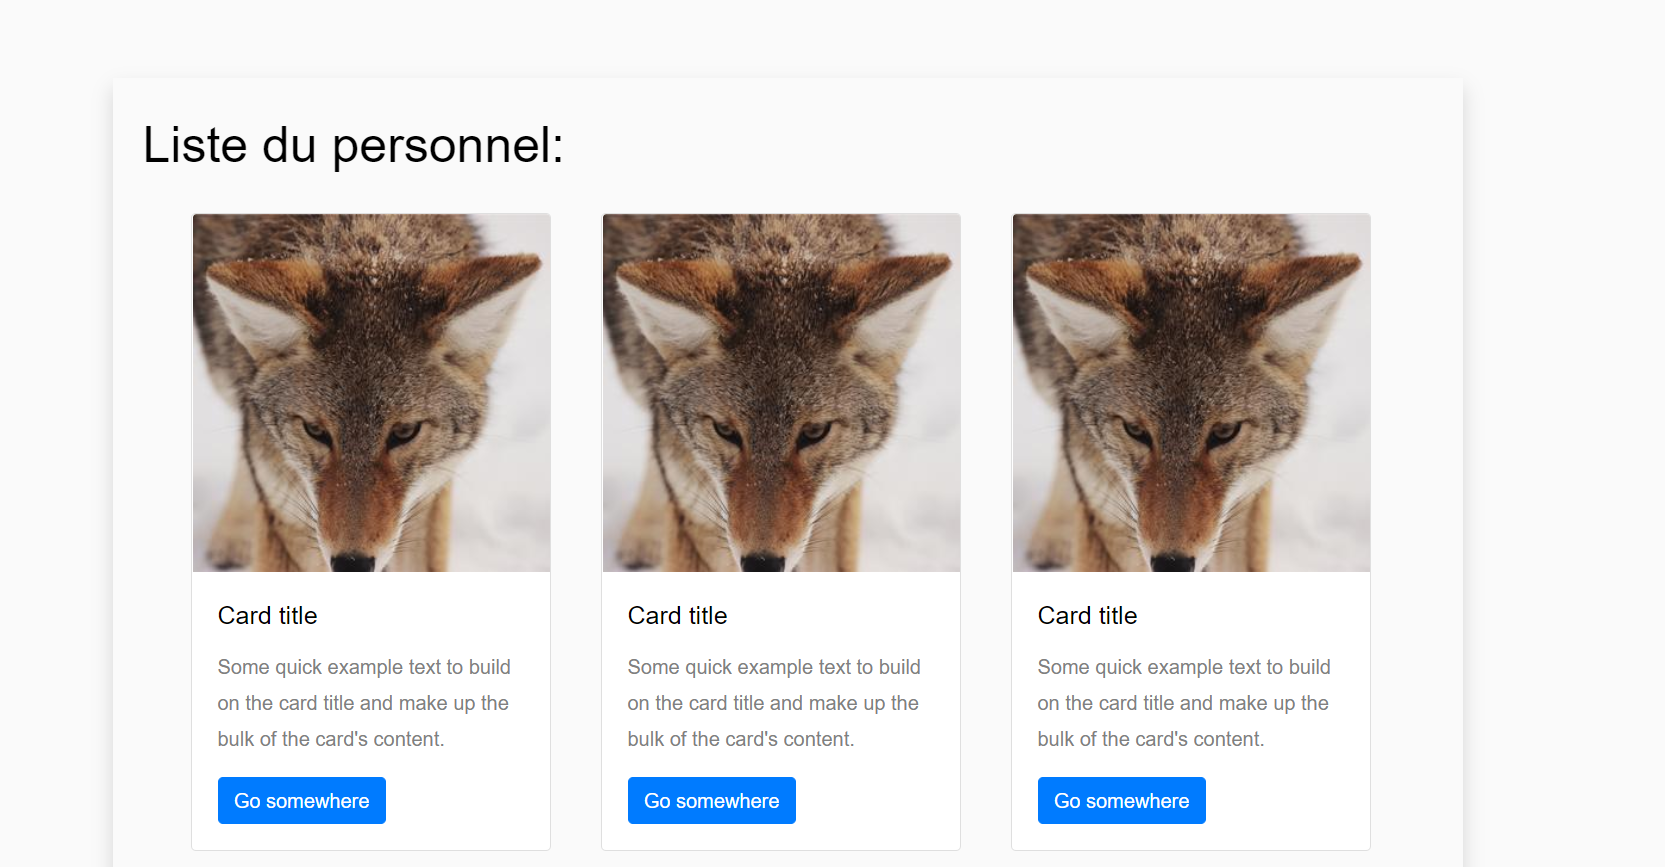 Liste du personnel:
Card title
Some quick example text to build
on the card title and make up the
bulk of the card's content.
Go somewhere
Card title
Some quick example text to build
on the card title and make up the
bulk of the card's content.
Go somewhere
Card title
Some quick example text to build
on the card title and make up the
bulk of the card's content.
Go somewhere